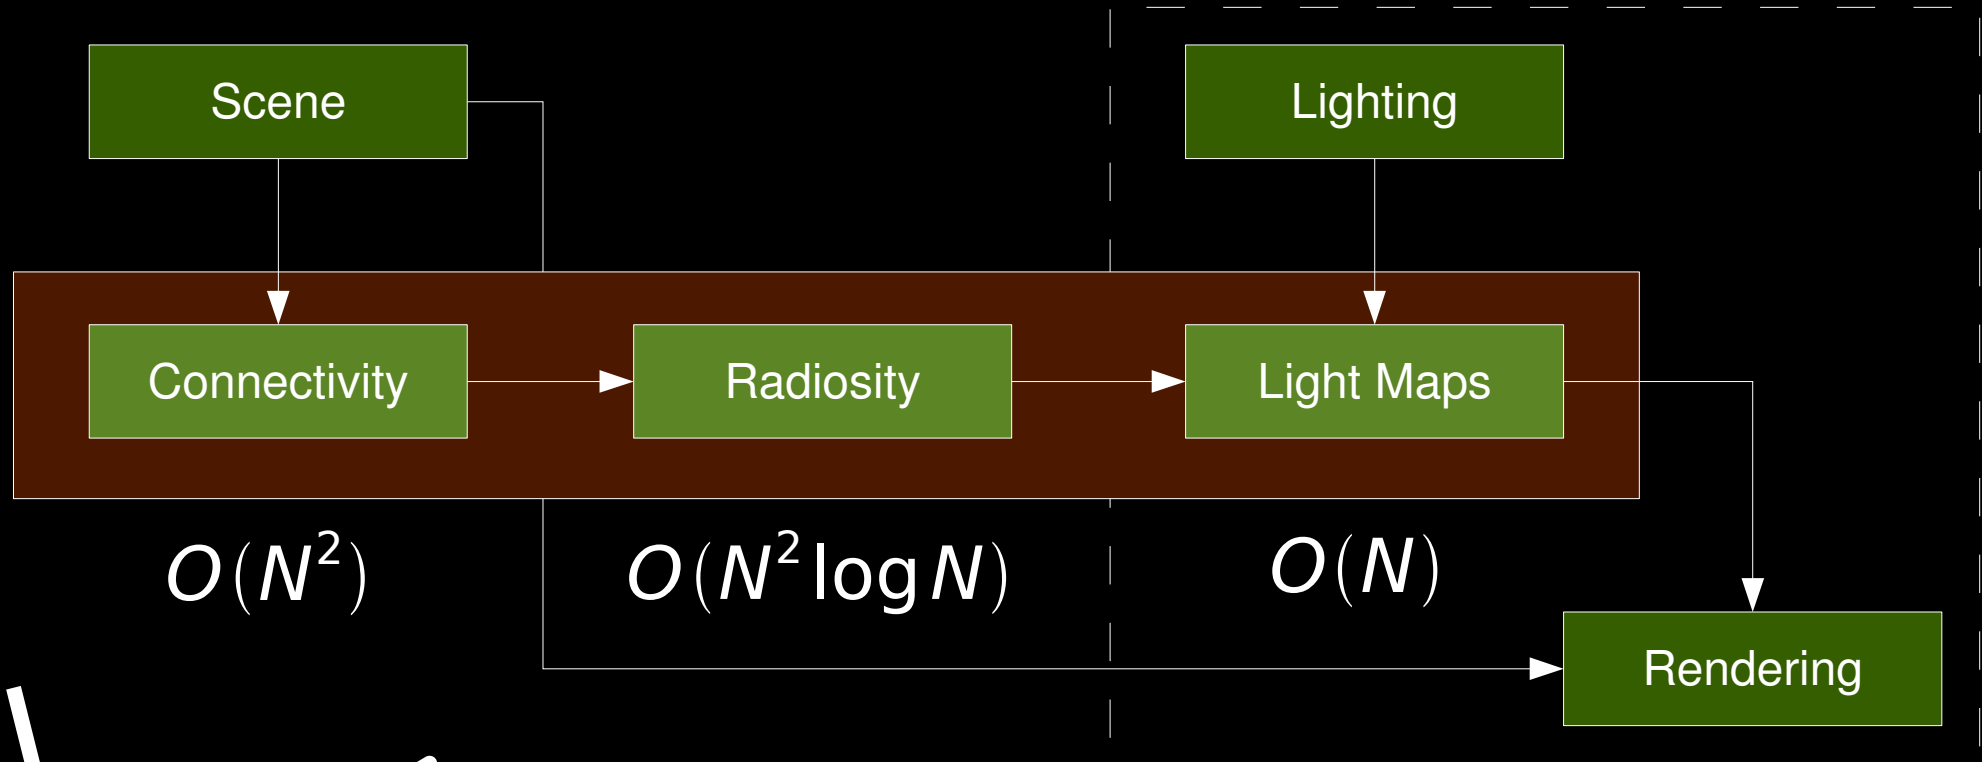 Scene
Lighting
Connectivity
Radiosity
Light Maps
O(N²)
O(N² log N)
O(N)
Rendering